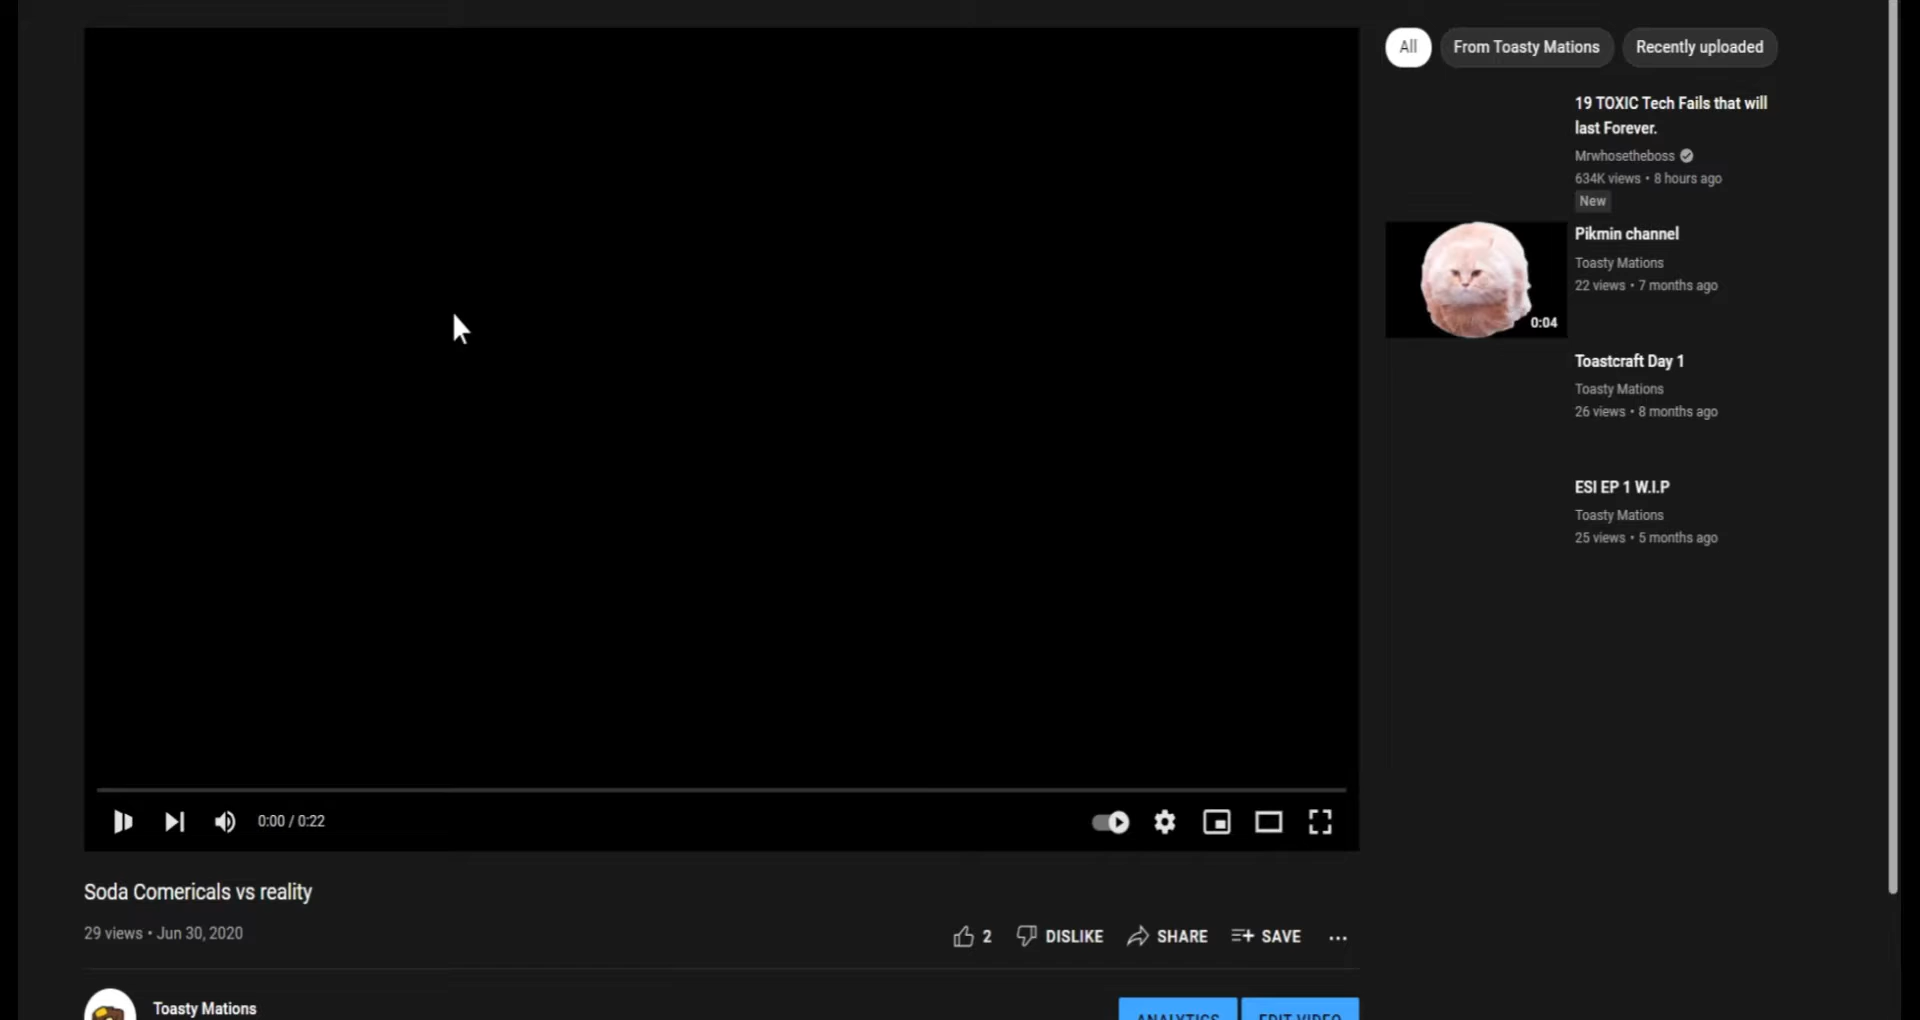 All
From Toasty Mations
Recently uploaded
19 TOXIC Tech Fails that will
last Forever.
Mrwhosetheboss
634K views • 8 hours ago
New
Pikmin channel
Toasty Mations
22 views • 7 months ago
0:04
Toastcraft Day 1
Toasty Mations
26 views • 8 months ago
ESI EP 1 W.I.P
Toasty Mations
25 views • 5 months ago
0:00 / 0:22
Soda Comericals vs reality
29 views • Jun 30, 2020
2
DISLIKE
SHARE
SAVE
Toasty Mations
ANALYTICS
EDIT VIDEO